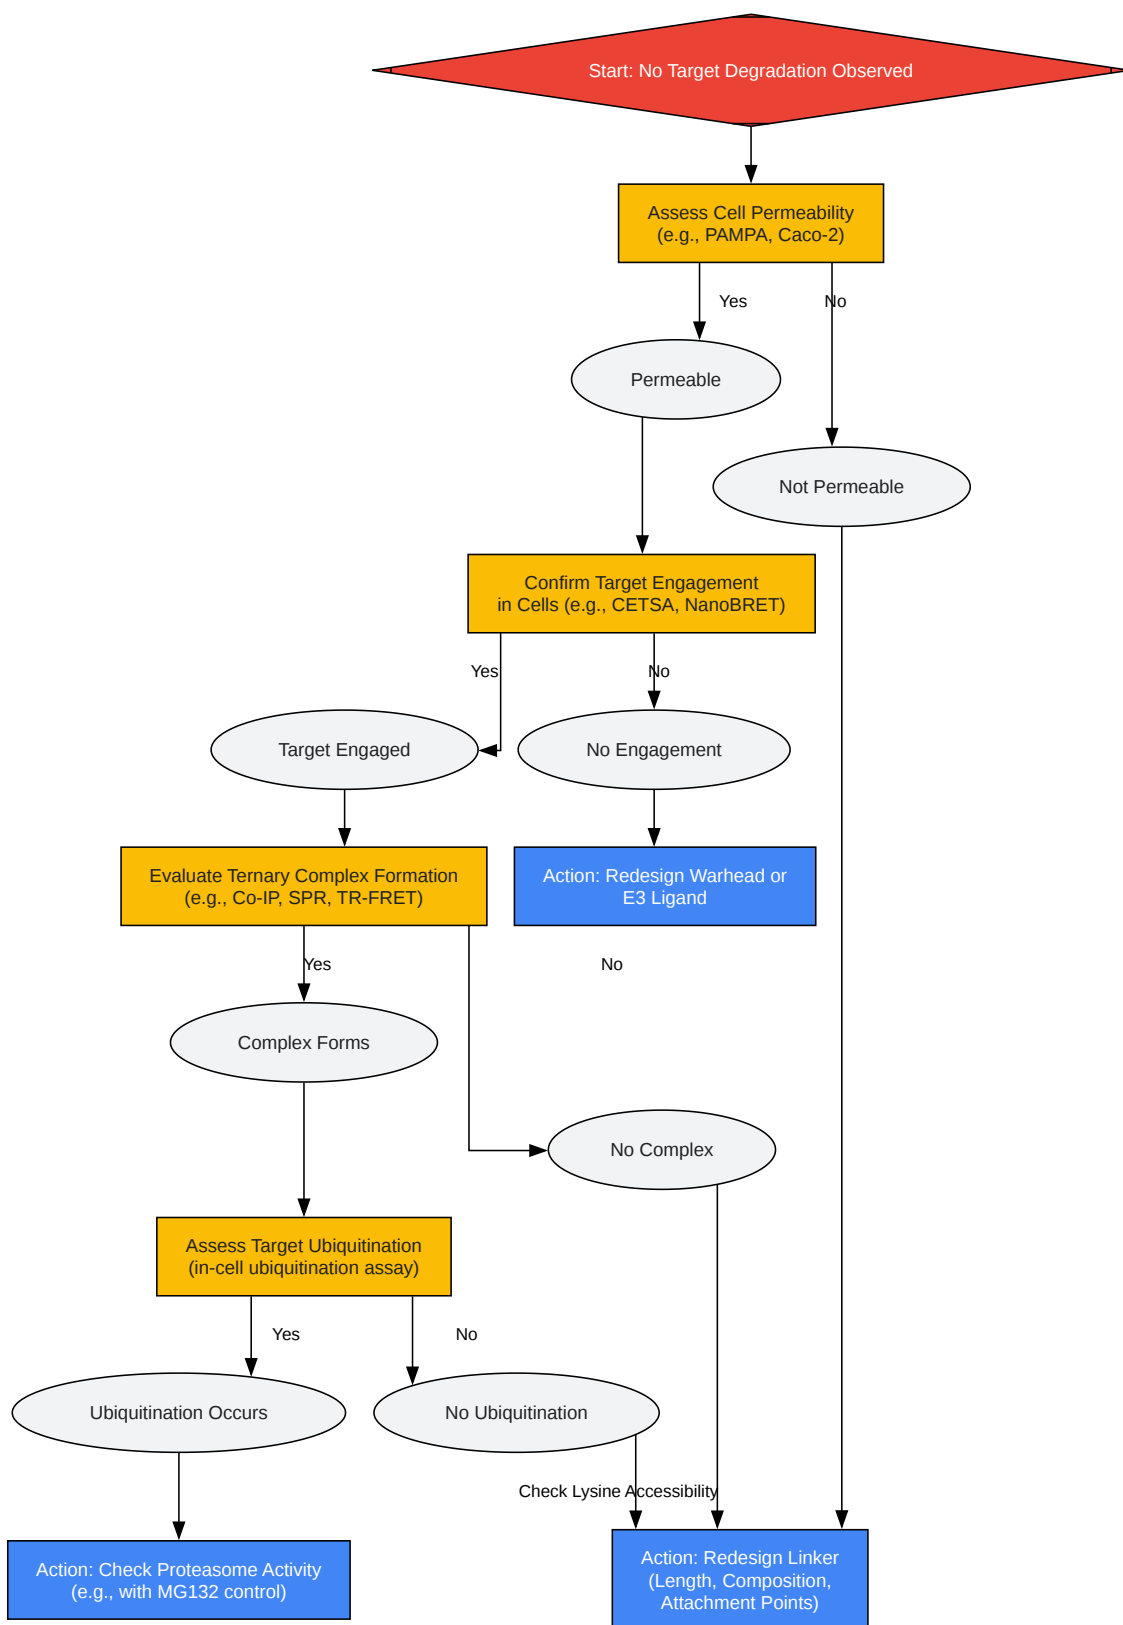 Start: No Target Degradation Observed
Assess Cell Permeability
(e.g., PAMPA, Caco-2)
Yes
No
Permeable
Not Permeable
Confirm Target Engagement
in Cells (e.g., CETSA, NanoBRET)
Yes
No
Target Engaged
No Engagement
Evaluate Ternary Complex Formation
(e.g., Co-IP, SPR, TR-FRET)
Action: Redesign Warhead or
E3 Ligand
Yes
No
Complex Forms
No Complex
Assess Target Ubiquitination
(in-cell ubiquitination assay)
Yes
No
Ubiquitination Occurs
No Ubiquitination
Check Lysine Accessibility
Action: Check Proteasome Activity
(e.g., with MG132 control)
Action: Redesign Linker
(Length, Composition,
Attachment Points)